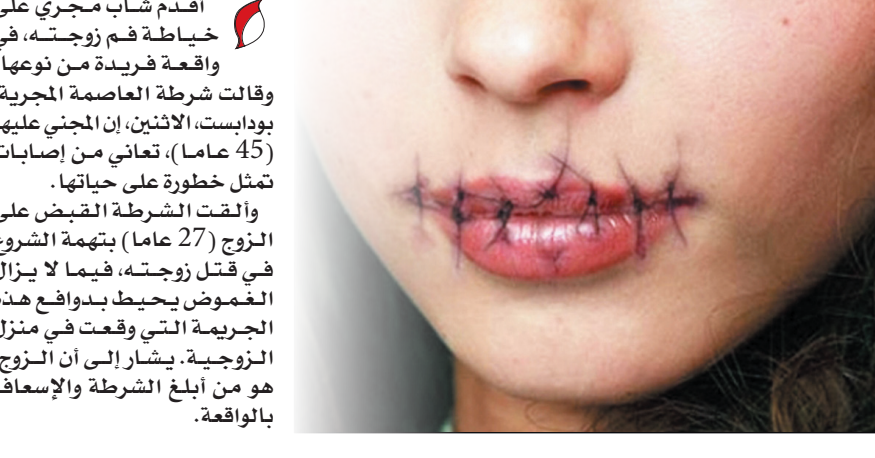 أقدم شاب مجري على
خياطة فم زوجته، في
واقعة فريدة من نوعها
وقالت شرطة العاصمة المجرية
بودابست، الاثنين، إن المجني عليها
(45 عاما)، تعاني من إصابات
تمثل خطورة على حياتها.
وألقت الشرطة القبض على
الزوج (27 عاما) بتهمة الشروع
في قتل زوجته، فيما لا يزال
الغموض يحيط بدوافع هذه
الجريمة التي وقعت في منزل
الزوجية. يشار إلى أن الزوج
هو من أبلغ الشرطة والإسعاف
بالواقعة.